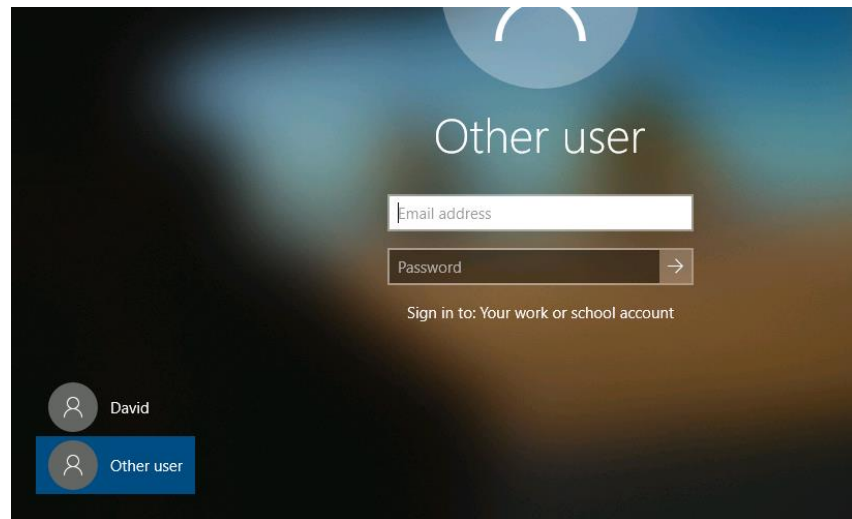 Other user
Email address
Password
Sign in to: Your work or school account
David
Other user